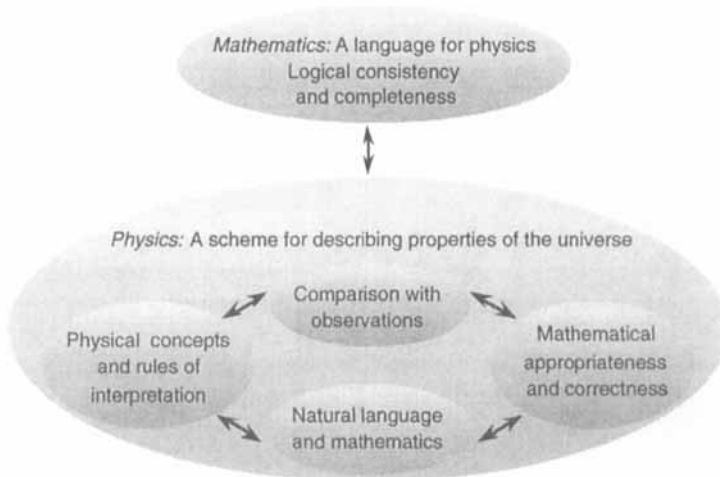 Mathematics: A language for physics
Logical consistency
and completeness
Physics: A scheme for describing properties of the universe
Comparison with
observations
Physical concepts
and rules of
interpretation
Mathematical
appropriateness
and correctness
Natural language
and mathematics